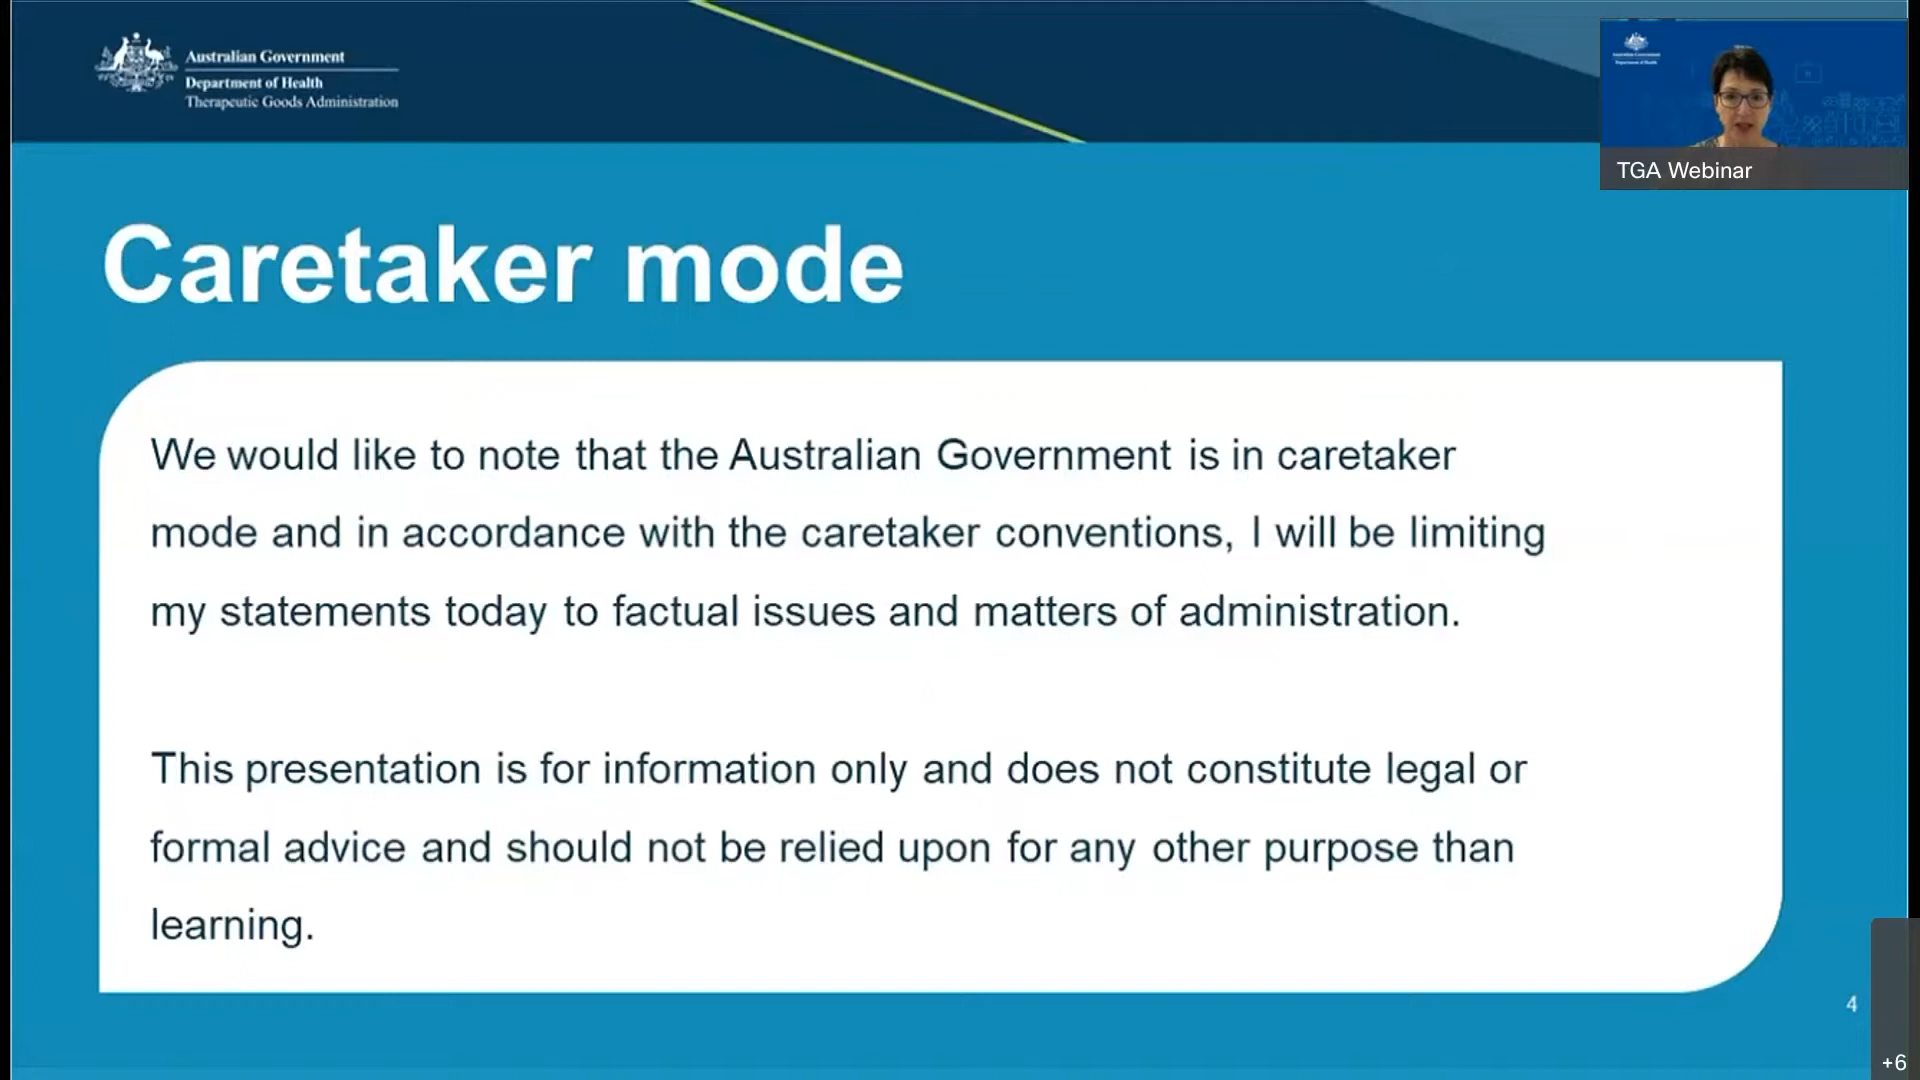 Australian Government
Department of Health
Therapeutic Goods Administration
TGA Webinar
Caretaker mode
We would like to note that the Australian Government is in caretaker
mode and in accordance with the caretaker conventions, I will be limiting
my statements today to factual issues and matters of administration.
This presentation is for information only and does not constitute legal or
formal advice and should not be relied upon for any other purpose than
learning.
4
+6